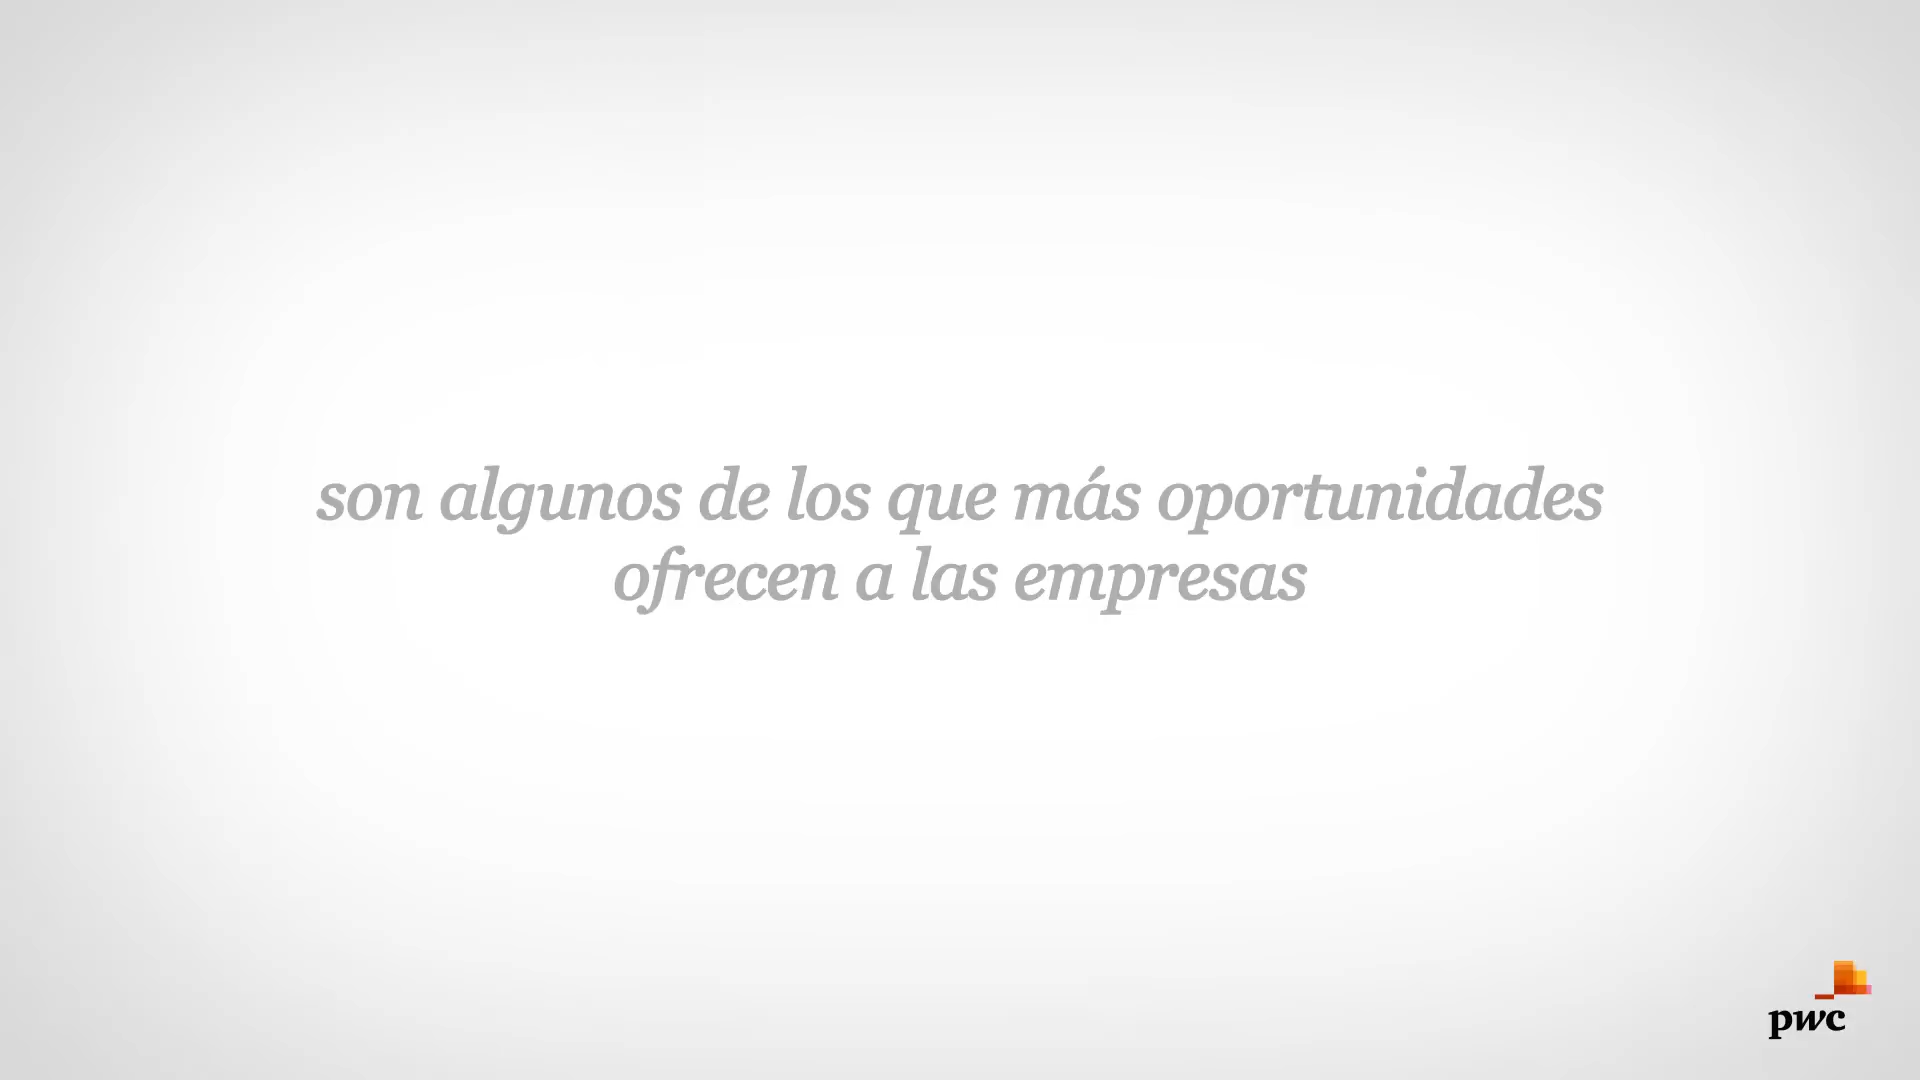 son algunos de los que más oportunidades
ofrecen a las empresas
pwc